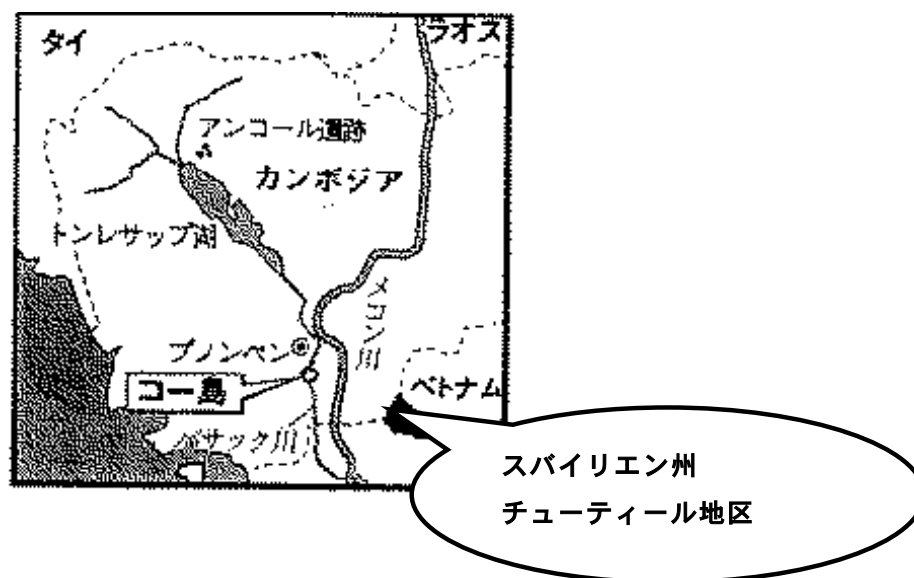 タイ
ラオス
アンコール遺跡
カンボジア
トンレサップ湖
メコン川
プノンペン
コー島
ベトナム
バサック川
スバイリエン州
チューティール地区